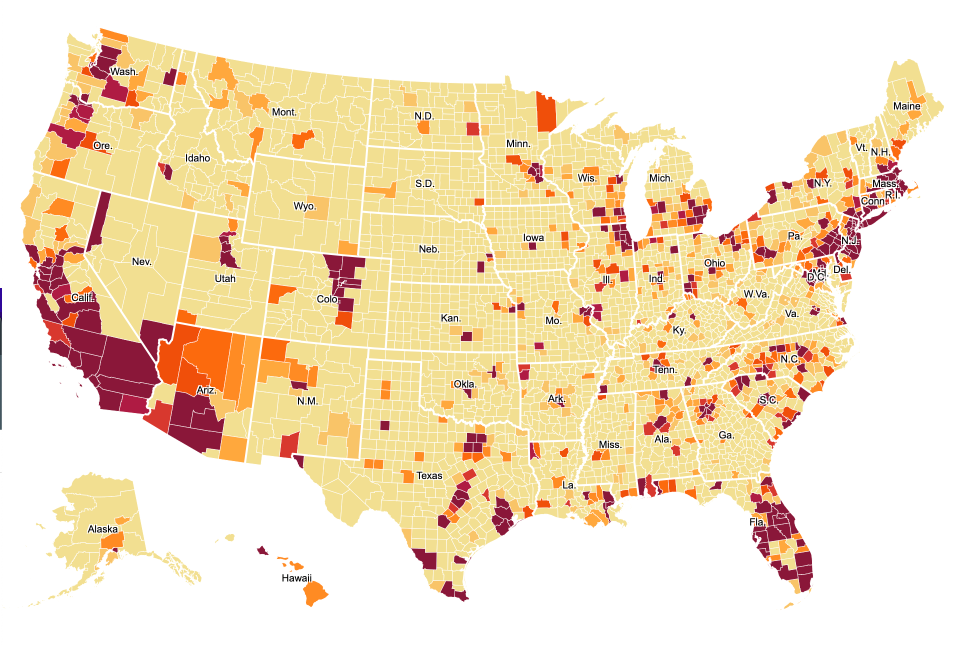 Wash.
Mont.
N.D.
Minn.
Maine
Ore.
Idaho
S.D.
Wis.
Mich.
Vt.
N.H.
N.Y.
Mass.
R.I.
Conn.
Wyo.
Neb.
Iowa
Pa.
N.J.
Nev.
Utah
Colo.
Ill.
Ind.
Ohio
Md.
D.C.
Del.
Calif.
Kan.
Mo.
W.Va.
Va.
Ky.
Ariz.
N.M.
Okla.
Ark.
Tenn.
N.C.
S.C.
Miss.
Ala.
Ga.
Texas
La.
Fla.
Alaska
Hawaii